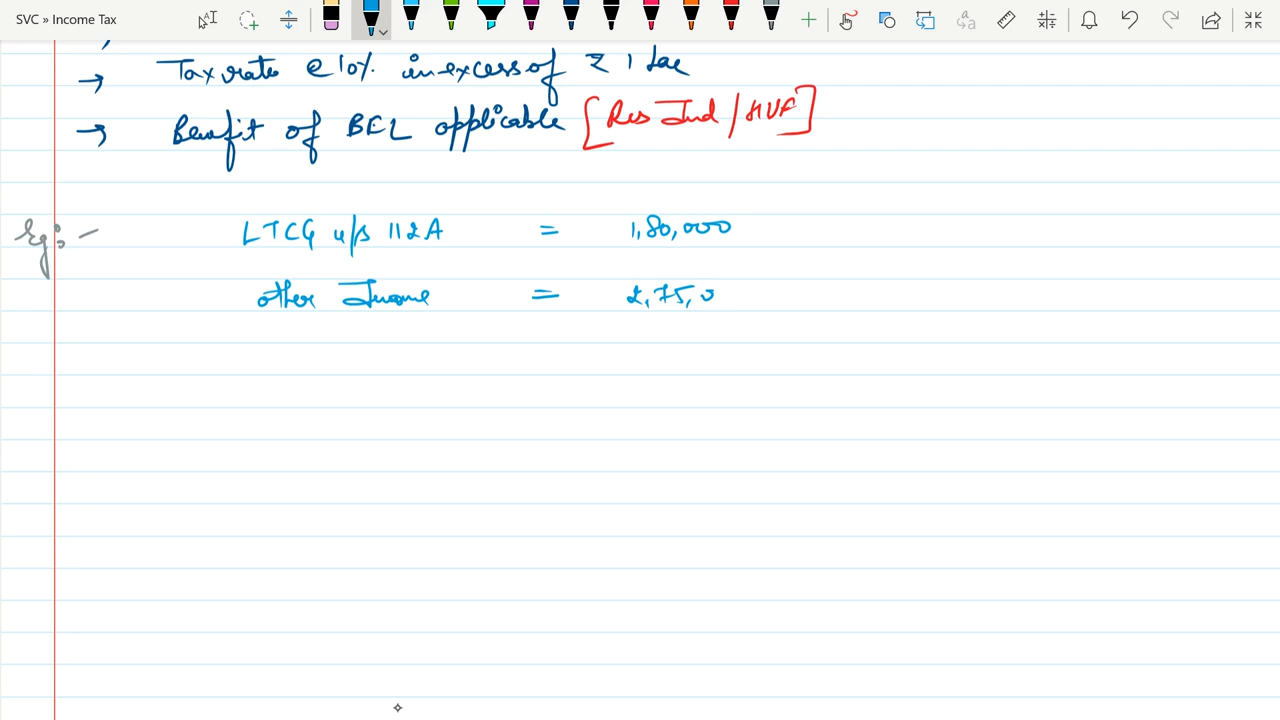 SVC » Income Tax
→ Tax rate @ 10% in excess of ₹ 1 Lac
→ Benefit of BEL applicable [Res Ind / HUF]
Eg:- LTCG u/s 112A = 1,80,000
other Income = 2,75,0